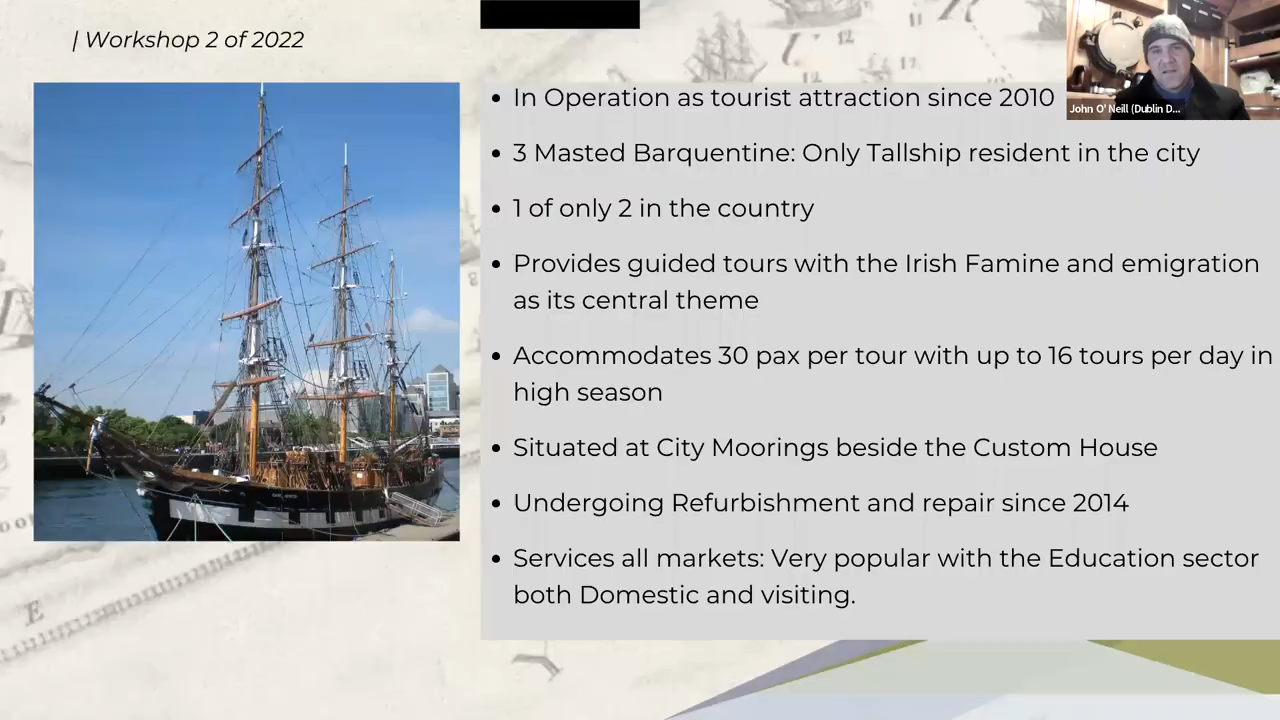 | Workshop 2 of 2022
John O' Neill (Dublin D...
• In Operation as tourist attraction since 2010
• 3 Masted Barquentine: Only Tallship resident in the city
• 1 of only 2 in the country
• Provides guided tours with the Irish Famine and emigration
as its central theme
• Accommodates 30 pax per tour with up to 16 tours per day in
high season
• Situated at City Moorings beside the Custom House
• Undergoing Refurbishment and repair since 2014
• Services all markets: Very popular with the Education sector
both Domestic and visiting.
E